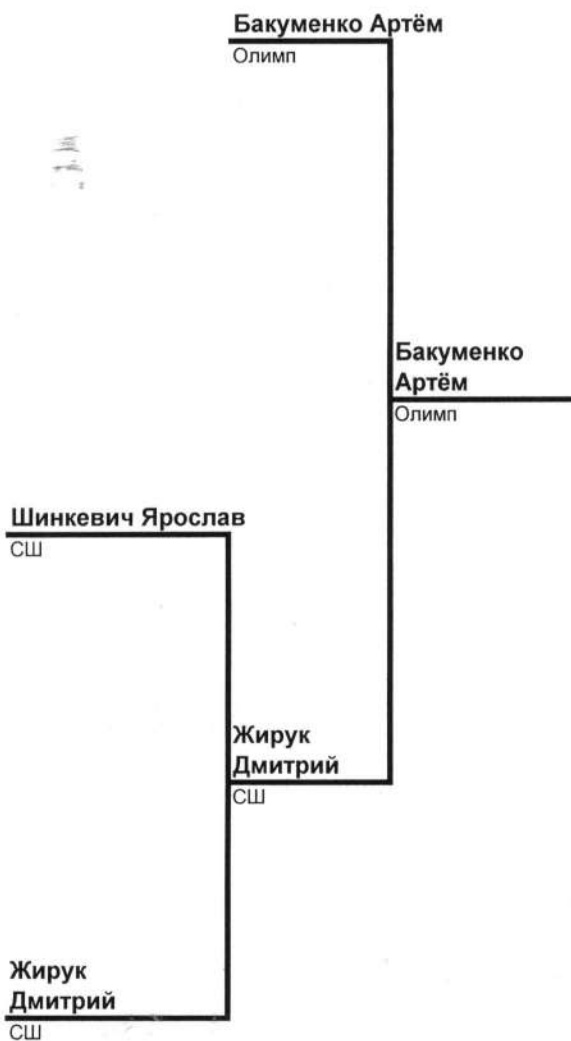 Бакуменко Артём
Олимп
Бакуменко
Артём
Олимп
Шинкевич Ярослав
СШ
Жирук
Дмитрий
СШ
Жирук
Дмитрий
СШ